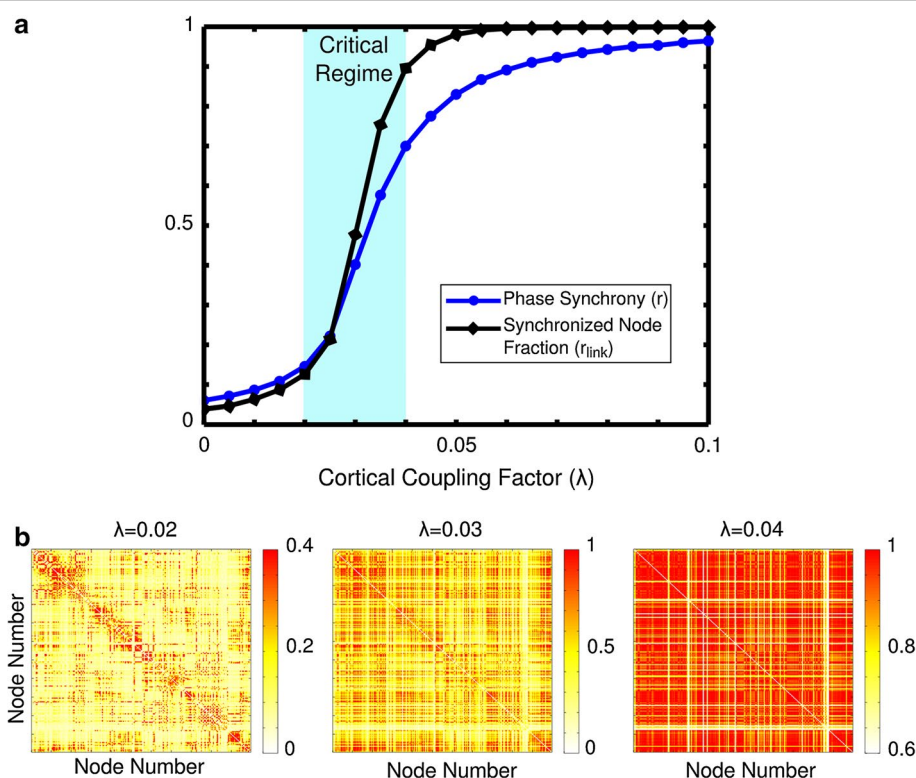 a
1
Critical
Regime
0.5
Phase Synchrony (r)
Synchronized Node
Fraction (rlink)
0
0 0.05 0.1
Cortical Coupling Factor (λ)
b
λ=0.02 λ=0.03 λ=0.04
0.4 1 1
Node Number
0.2 0.5 0.8
0 0 0.6
Node Number Node Number Node Number